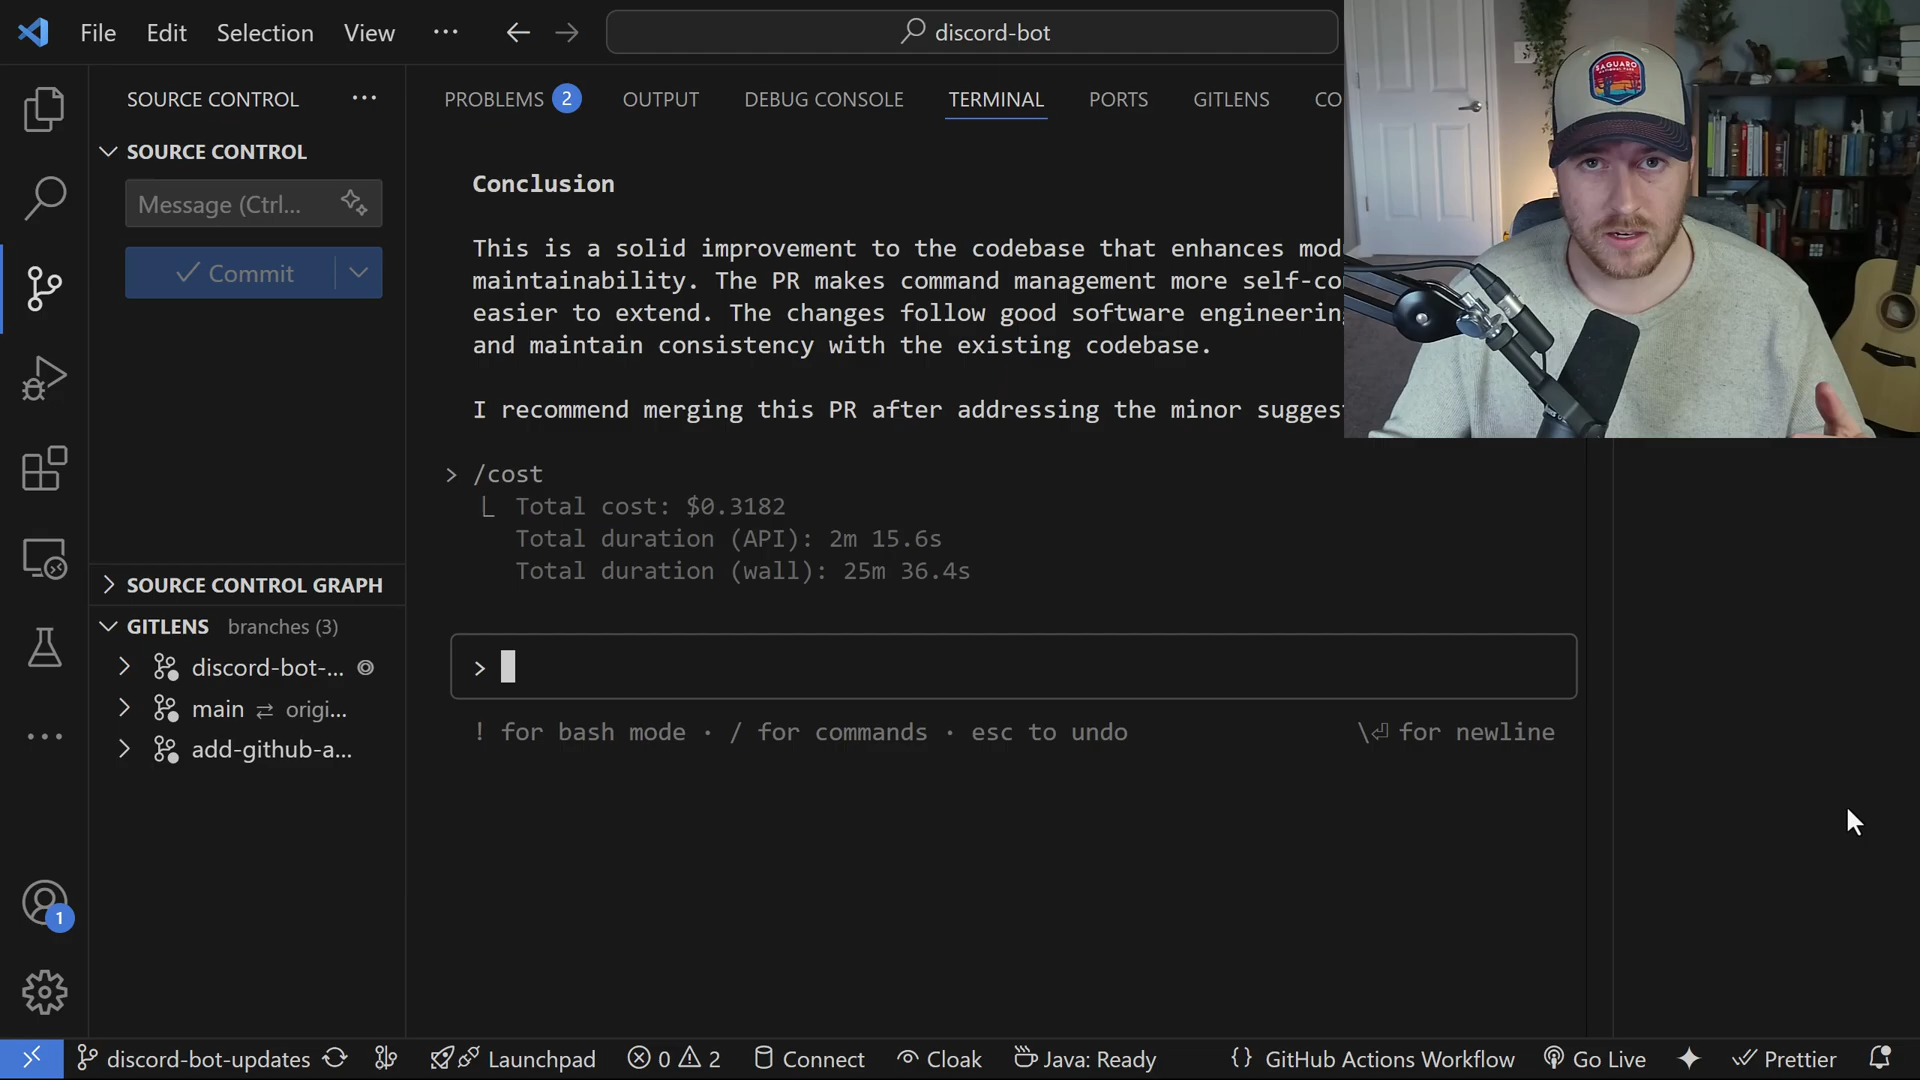 File Edit Selection View ··· discord-bot
SOURCE CONTROL ···
SOURCE CONTROL
Message (Ctrl...
Commit
SOURCE CONTROL GRAPH
GITLENS branches (3)
discord-bot-...
main ⇄ origi...
add-github-a...
PROBLEMS 2 OUTPUT DEBUG CONSOLE TERMINAL PORTS GITLENS CO
Conclusion
This is a solid improvement to the codebase that enhances mod
maintainability. The PR makes command management more self-co
easier to extend. The changes follow good software engineering
and maintain consistency with the existing codebase.
I recommend merging this PR after addressing the minor sugges
> /cost
Total cost: $0.3182
Total duration (API): 2m 15.6s
Total duration (wall): 25m 36.4s
>
! for bash mode · / for commands · esc to undo \⏎ for newline
SAGUARO
1
discord-bot-updates Launchpad 0 2 Connect Cloak Java: Ready {} GitHub Actions Workflow Go Live Prettier